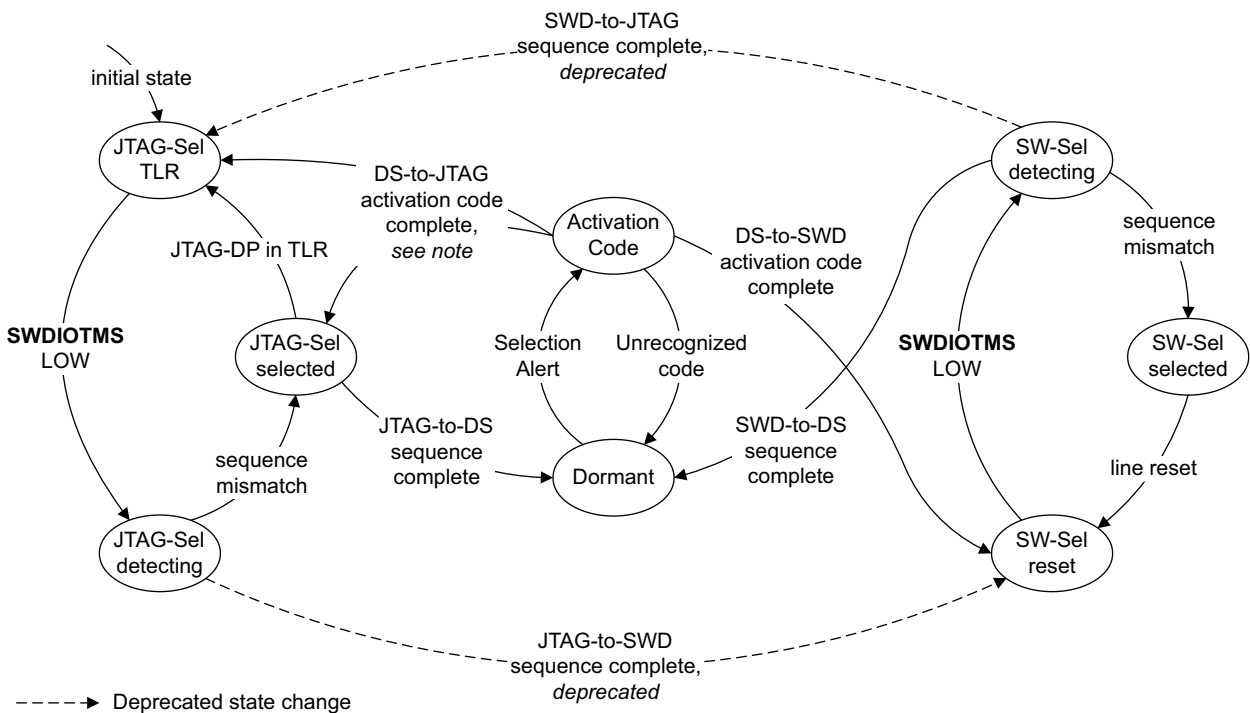 SWD-to-JTAG
sequence complete,
deprecated
initial state
JTAG-Sel
TLR
SW-Sel
detecting
DS-to-JTAG
activation code
complete,
see note
Activation
Code
DS-to-SWD
activation code
complete
sequence
mismatch
JTAG-DP in TLR
SWDIOTMS
LOW
JTAG-Sel
selected
Selection
Alert
Unrecognized
code
SWDIOTMS
LOW
SW-Sel
selected
JTAG-to-DS
sequence
complete
SWD-to-DS
sequence
complete
sequence
mismatch
Dormant
line reset
JTAG-Sel
detecting
SW-Sel
reset
JTAG-to-SWD
sequence complete,
deprecated
Deprecated state change